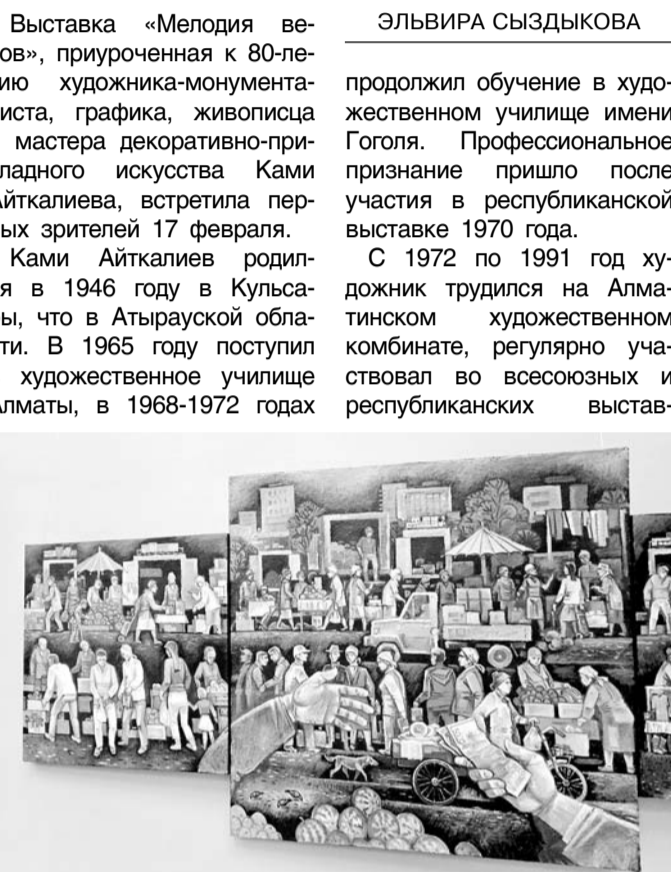 Выставка «Мелодия ве-
ов», приуроченная к 80-ле-
ию художника-монумента-
иста, графика, живописца
мастера декоративно-при-
ладного искусства Ками
Айткалиева, встретила пер-
ых зрителей 17 февраля.
Ками Айткалиев родил-
я в 1946 году в Кульса-
ры, что в Атырауской обла-
ти. В 1965 году поступил
художественное училище
Алматы, в 1968-1972 годах
ЭЛЬВИРА СЫЗДЫКОВА
продолжил обучение в худо-
жественном училище имени
Гоголя. Профессиональное
признание пришло после
участия в республиканской
выставке 1970 года.
С 1972 по 1991 год ху-
дожник трудился на Алма-
тинском художественном
комбинате, регулярно уча-
ствовал во всесоюзных и
республиканских выстав-